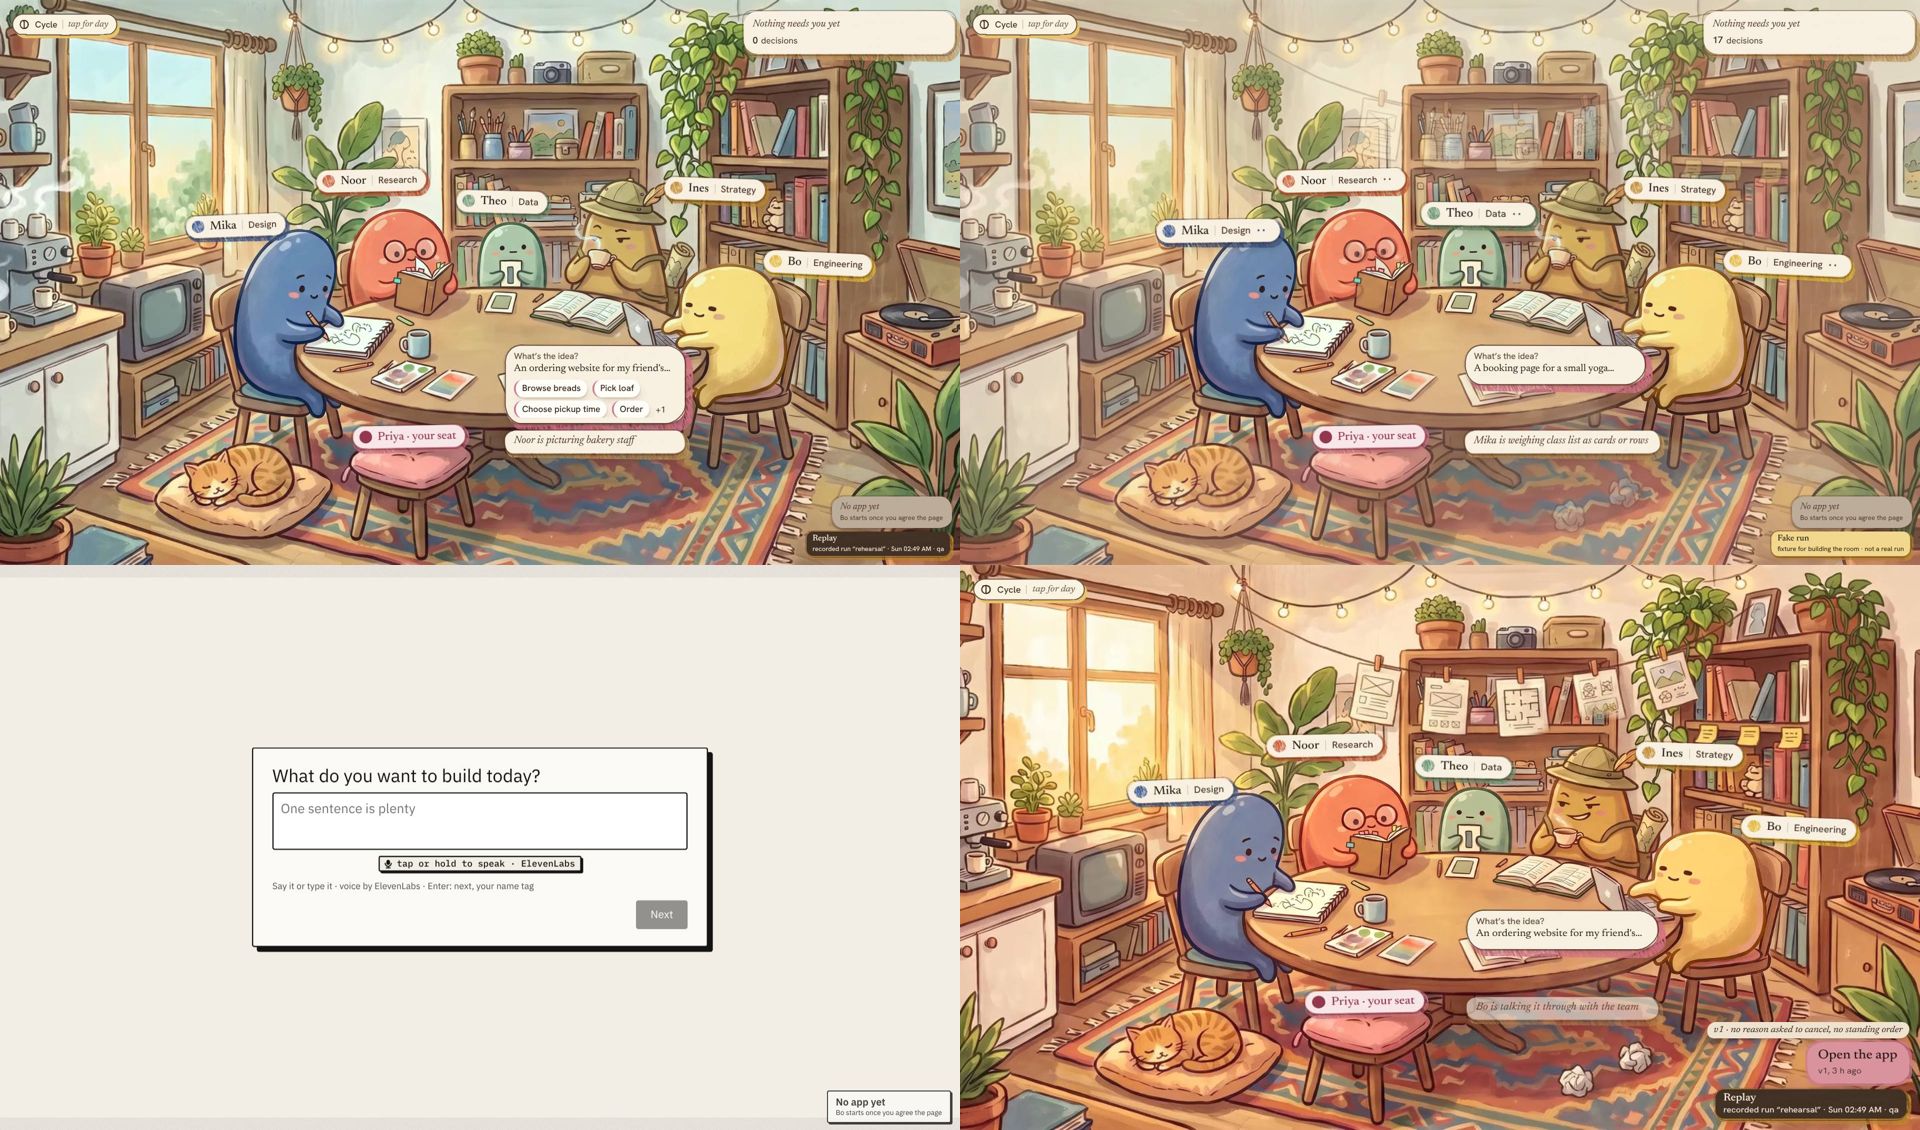 Cycle | tap for day
Nothing needs you yet
0 decisions
Noor | Research
Ines | Strategy
Theo | Data
Mika | Design
Bo | Engineering
What's the idea?
An ordering website for my friend's...
Browse breads
Pick loaf
Choose pickup time
Order
+1
Priya · your seat
Noor is picturing bakery staff
No app yet
Bo starts once you agree the page
Replay
recorded run "rehearsal" · Sun 02:49 AM · qa
Cycle | tap for day
Nothing needs you yet
17 decisions
Noor | Research ··
Ines | Strategy
Theo | Data ··
Mika | Design ··
Bo | Engineering ··
What's the idea?
A booking page for a small yoga...
Priya · your seat
Mika is weighing class list as cards or rows
No app yet
Bo starts once you agree the page
Fake run
fixture for building the room · not a real run
What do you want to build today?
One sentence is plenty
tap or hold to speak · ElevenLabs
Say it or type it · voice by ElevenLabs · Enter: next, your name tag
Next
No app yet
Bo starts once you agree the page
Cycle | tap for day
Noor | Research
Ines | Strategy
Theo | Data
Mika | Design
Bo | Engineering
What's the idea?
An ordering website for my friend's...
Priya · your seat
Bo is talking it through with the team
v1 · no reason asked to cancel, no standing order
Open the app
v1, 3 h ago
Replay
recorded run "rehearsal" · Sun 02:49 AM · qa